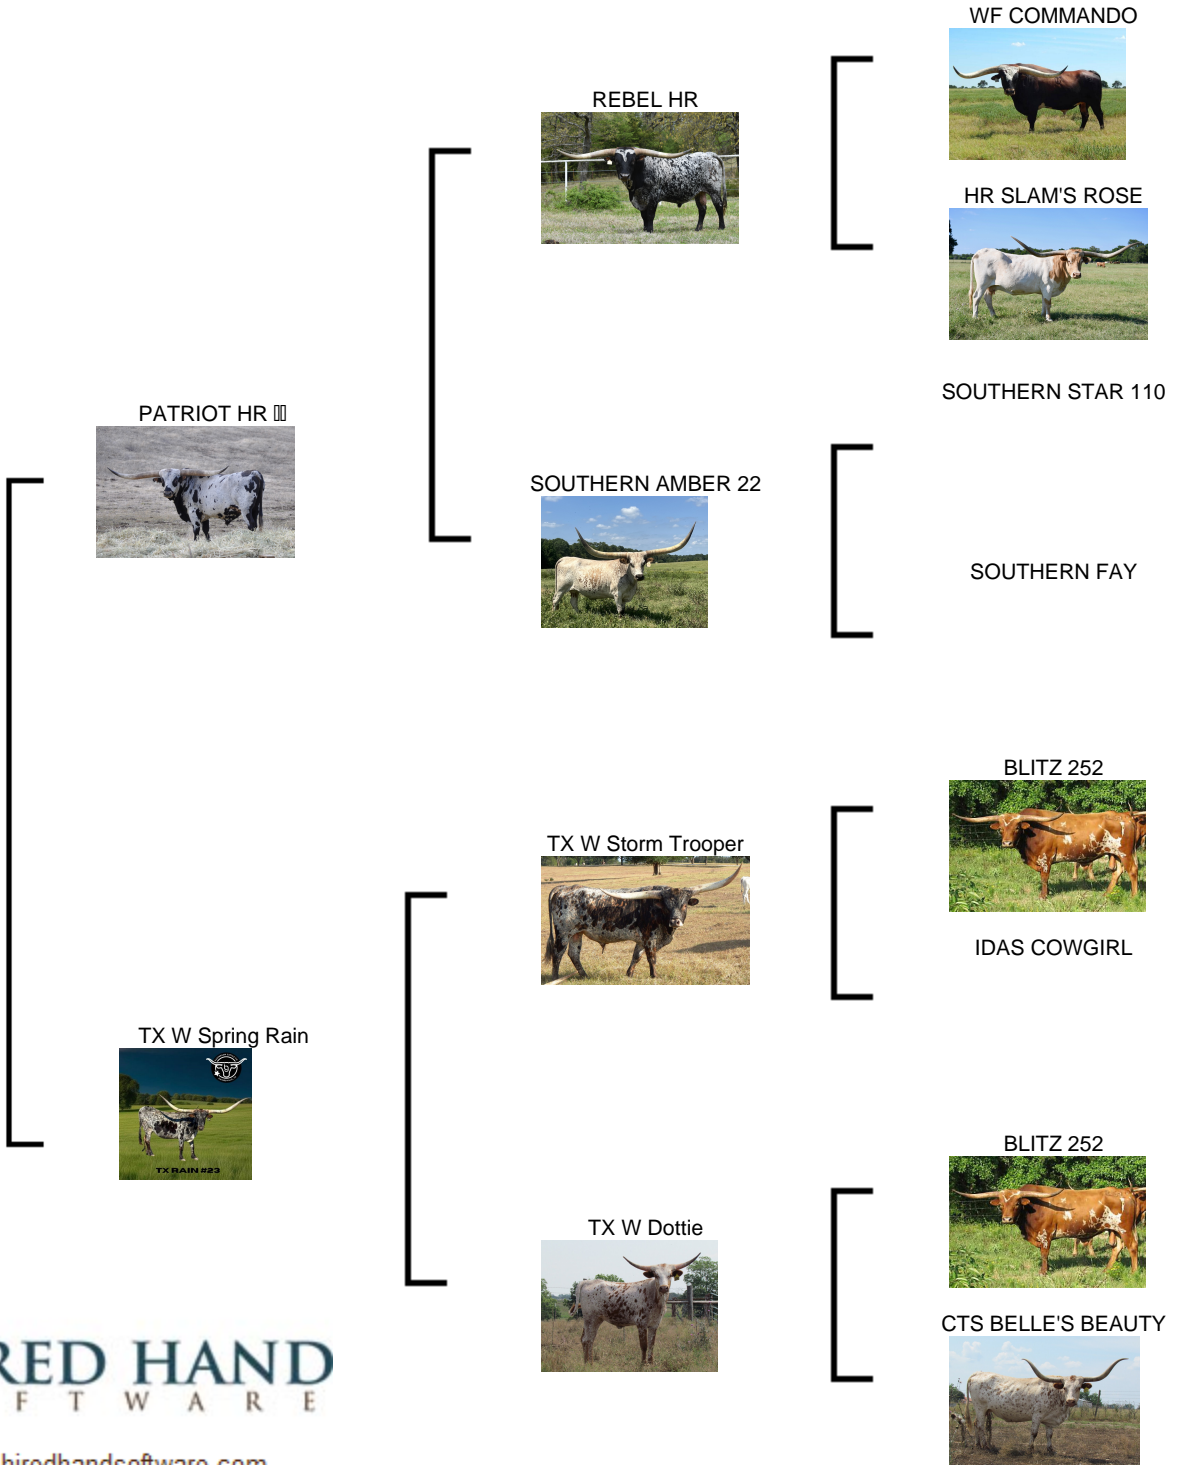 WF COMMANDO
REBEL HR
HR SLAM'S ROSE
SOUTHERN STAR 110
PATRIOT HR
SOUTHERN AMBER 22
SOUTHERN FAY
BLITZ 252
TX W Storm Trooper
IDAS COWGIRL
TX W Spring Rain
TX RAIN #23
BLITZ 252
TX W Dottie
CTS BELLE'S BEAUTY
RED HAND
F T W A R E
hiredhandsoftware.com